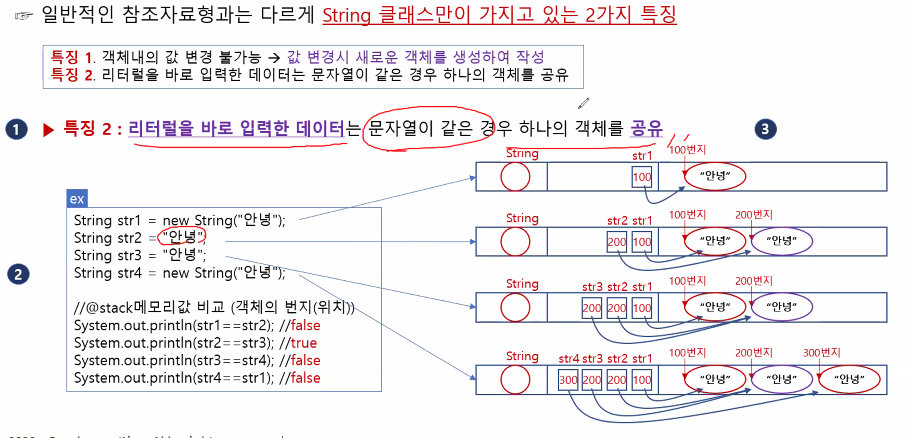 ☞ 일반적인 참조자료형과는 다르게 String 클래스만이 가지고 있는 2가지 특징
특징 1. 객체내의 값 변경 불가능 → 값 변경시 새로운 객체를 생성하여 작성
특징 2. 리터럴을 바로 입력한 데이터는 문자열이 같은 경우 하나의 객체를 공유
1 ▶ 특징 2 : 리터럴을 바로 입력한 데이터는 문자열이 같은 경우 하나의 객체를 공유
2
ex
String str1 = new String("안녕");
String str2 = "안녕";
String str3 = "안녕";
String str4 = new String("안녕");
//@stack메모리값 비교 (객체의 번지(위치))
System.out.println(str1==str2); //false
System.out.println(str2==str3); //true
System.out.println(str3==str4); //false
System.out.println(str4==str1); //false
3
String str1 100번지
100 "안녕"
String str2 str1 100번지 200번지
200 100 "안녕" "안녕"
String str3 str2 str1 100번지 200번지
200 200 100 "안녕" "안녕"
String str4 str3 str2 str1 100번지 200번지 300번지
300 200 200 100 "안녕" "안녕" "안녕"